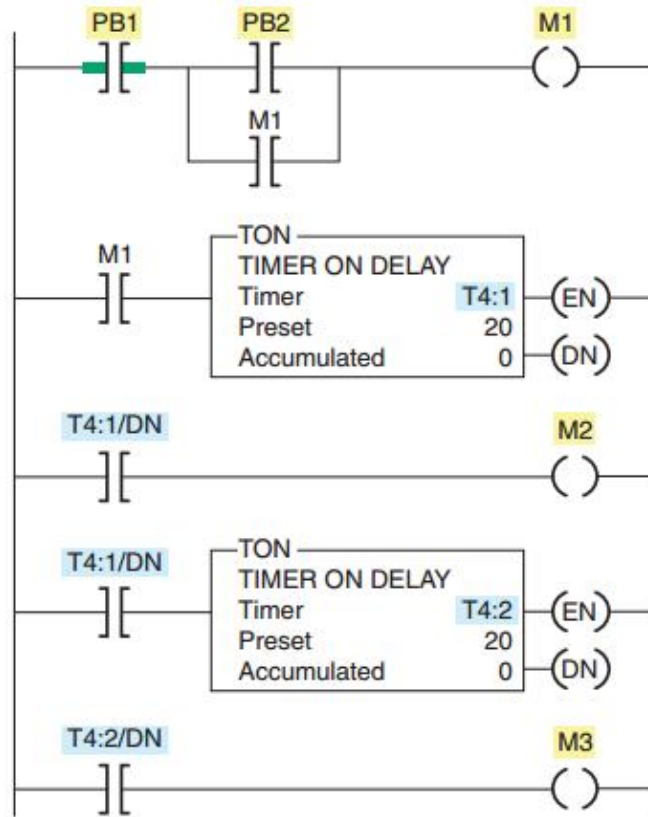 PB1 PB2 M1
M1
TON
M1 TIMER ON DELAY
Timer T4:1 EN
Preset 20
Accumulated 0 DN
T4:1/DN M2
TON
T4:1/DN TIMER ON DELAY
Timer T4:2 EN
Preset 20
Accumulated 0 DN
T4:2/DN M3